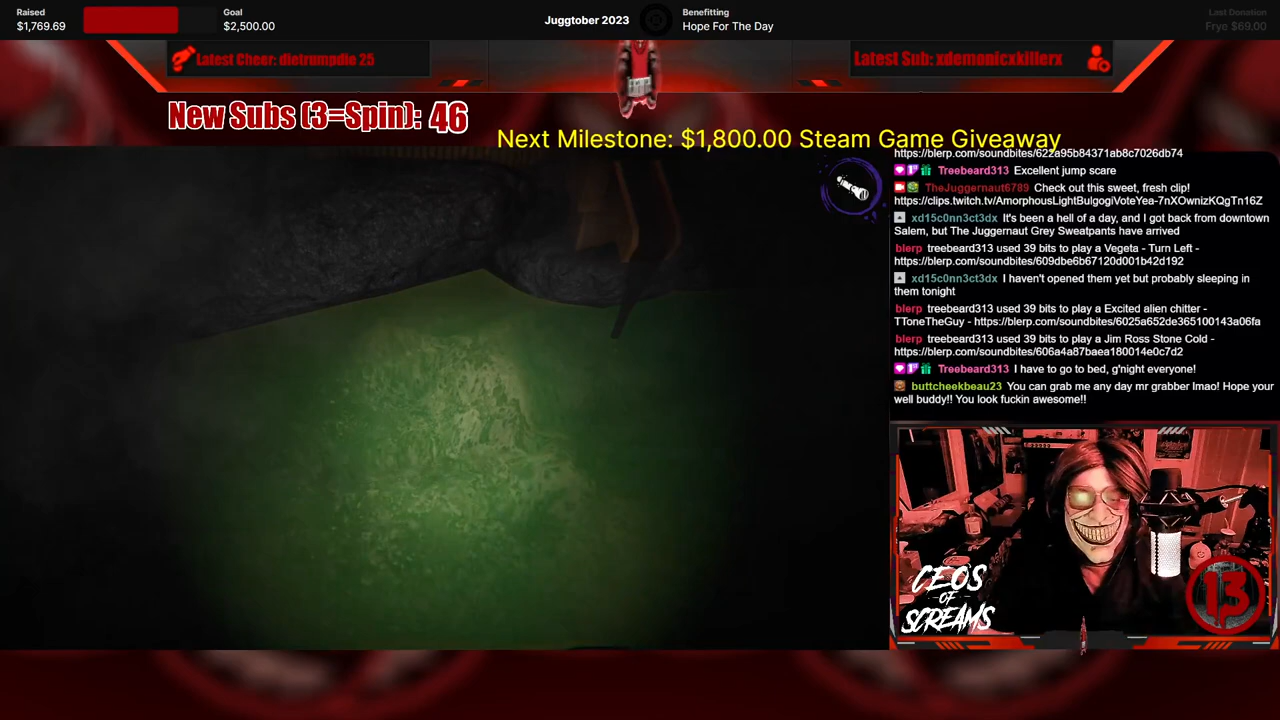 Raised
$1,769.69
Goal
$2,500.00
Juggtober 2023
Benefitting
Hope For The Day
Last Donation
Frye $69.00
Latest Cheer: dietrumpdie 25
Latest Sub: xdemonicxkillerx
New Subs (3=Spin): 46
Next Milestone: $1,800.00 Steam Game Giveaway
https://blerp.com/soundbites/622a95b84371ab8c7026db74
Treebeard313 Excellent jump scare
TheJuggernaut6789 Check out this sweet, fresh clip!
https://clips.twitch.tv/AmorphousLightBulgogiVoteYea-7nXOwnizKQgTn16Z
xd15c0nn3ct3dx It's been a hell of a day, and I got back from downtown
Salem, but The Juggernaut Grey Sweatpants have arrived
blerp treebeard313 used 39 bits to play a Vegeta - Turn Left -
https://blerp.com/soundbites/609dbe6b67120d001b42d192
xd15c0nn3ct3dx I haven't opened them yet but probably sleeping in
them tonight
blerp treebeard313 used 39 bits to play a Excited alien chitter -
TToneTheGuy - https://blerp.com/soundbites/6025a652de365100143a06fa
blerp treebeard313 used 39 bits to play a Jim Ross Stone Cold -
https://blerp.com/soundbites/606a4a87baea180014e0c7d2
Treebeard313 I have to go to bed, g'night everyone!
buttcheekbeau23 You can grab me any day mr grabber lmao! Hope your
well buddy!! You look fuckin awesome!!
CEOS
OF
SCREAMS
13